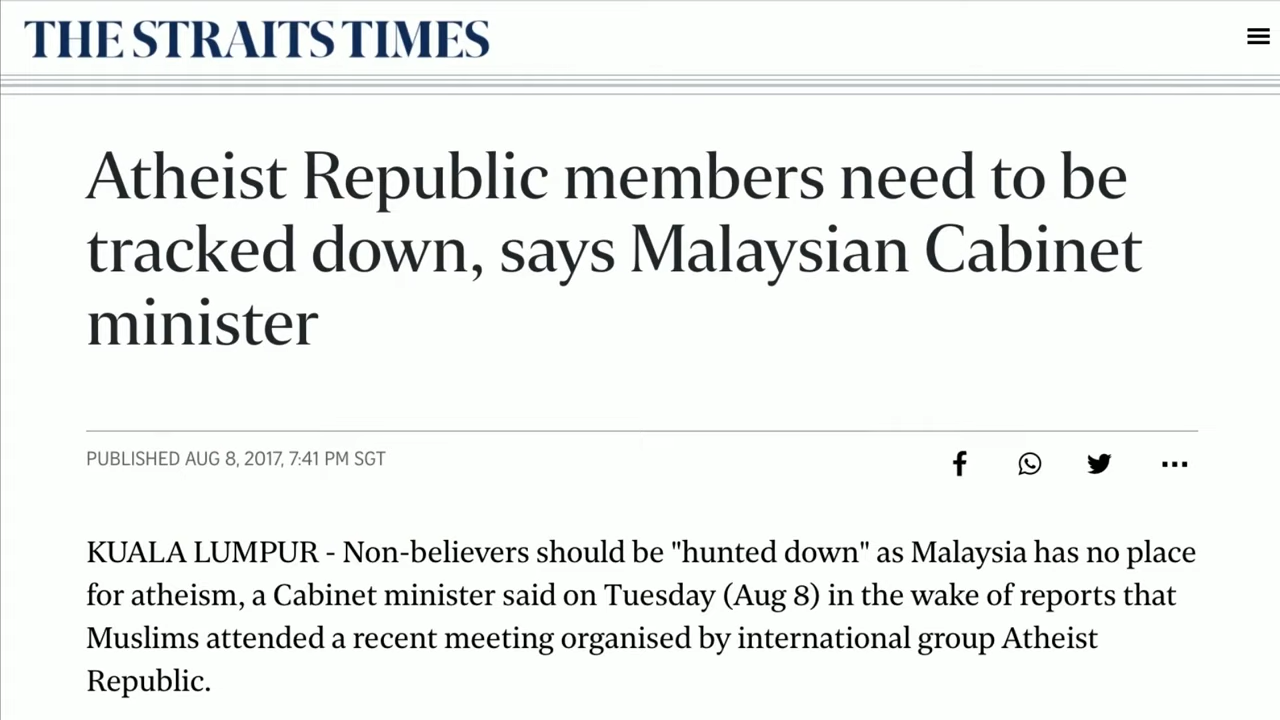 THE STRAITS TIMES
Atheist Republic members need to be
tracked down, says Malaysian Cabinet
minister
PUBLISHED AUG 8, 2017, 7:41 PM SGT
KUALA LUMPUR - Non-believers should be "hunted down" as Malaysia has no place
for atheism, a Cabinet minister said on Tuesday (Aug 8) in the wake of reports that
Muslims attended a recent meeting organised by international group Atheist
Republic.